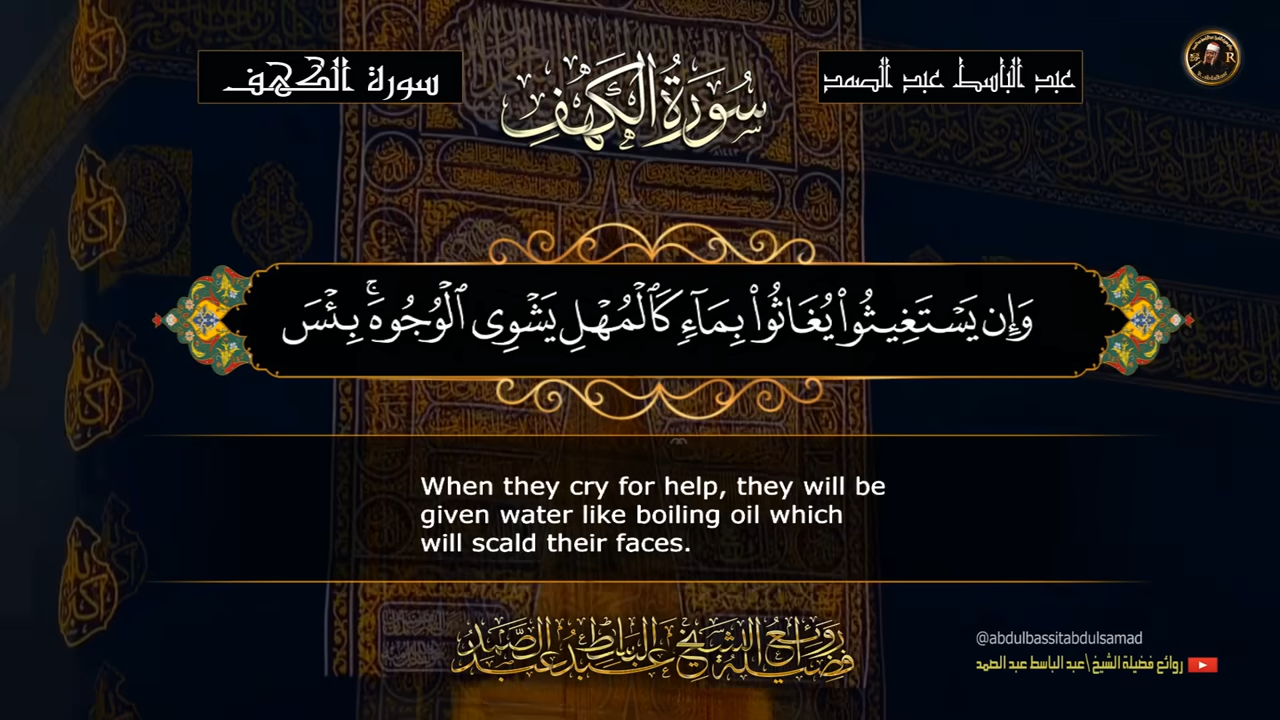 سورة الكهف
سُورَةُ الكَهْفِ
عبد الباسط عبد الصمد
R
وَإِن يَسْتَغِيثُوا۟ يُغَاثُوا۟ بِمَآءٍ كَٱلْمُهْلِ يَشْوِى ٱلْوُجُوهَ ۚ بِئْسَ
When they cry for help, they will be
given water like boiling oil which
will scald their faces.
روائع فضيلة الشيخ عبد الباسط عبد الصمد
@abdulbassitabdulsamad
روائع فضيلة الشيخ \ عبد الباسط عبد الصمد